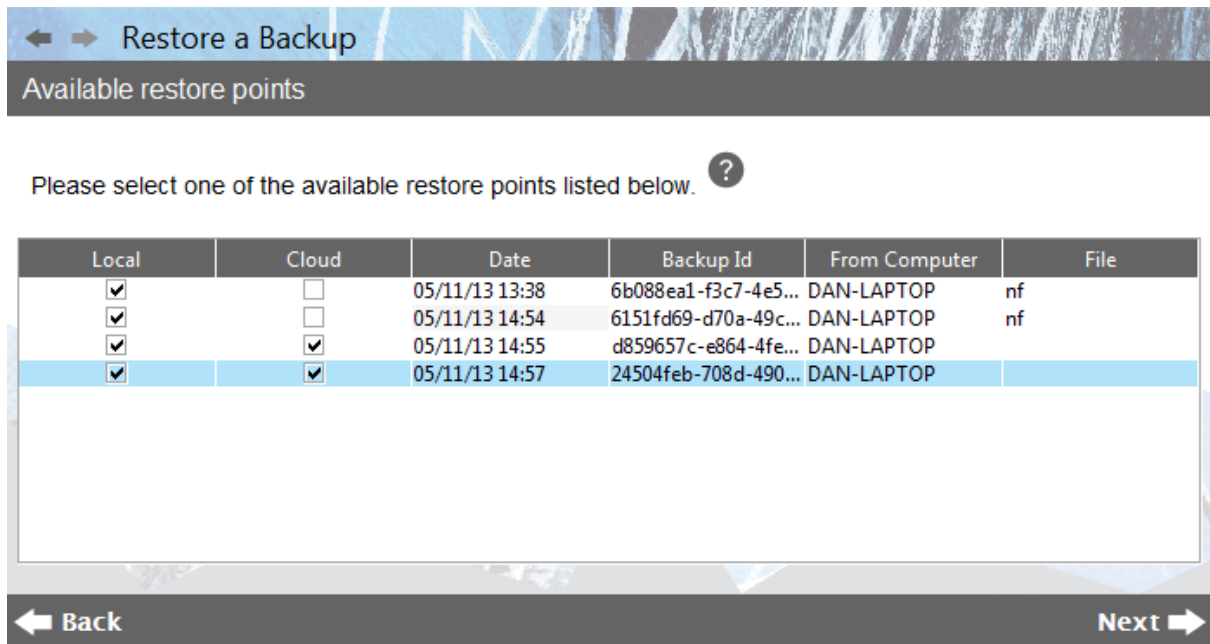 Restore a Backup
Available restore points
Please select one of the available restore points listed below. ?
Local Cloud Date Backup Id From Computer File
05/11/13 13:38 6b088ea1-f3c7-4e5... DAN-LAPTOP nf
05/11/13 14:54 6151fd69-d70a-49c... DAN-LAPTOP nf
05/11/13 14:55 d859657c-e864-4fe... DAN-LAPTOP
05/11/13 14:57 24504feb-708d-490... DAN-LAPTOP
Back Next